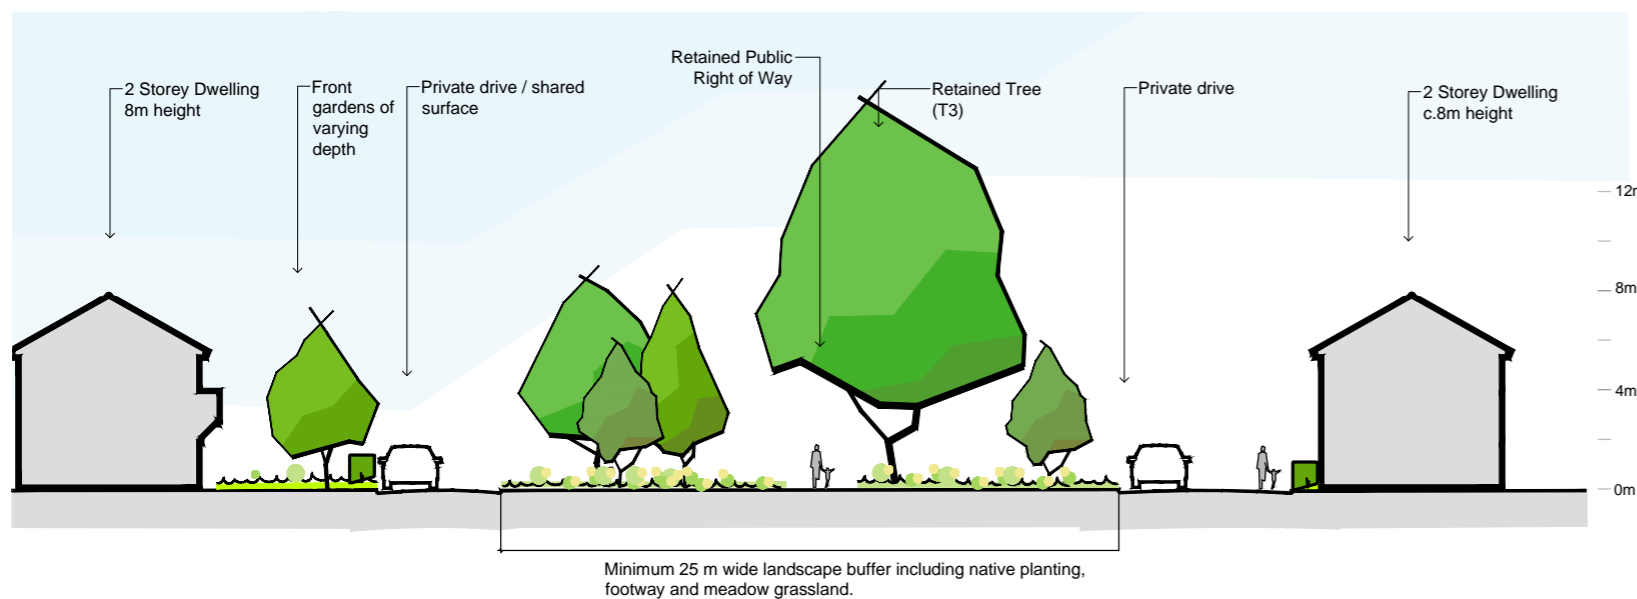 2 Storey Dwelling
8m height
Front
gardens of
varying
depth
Private drive / shared
surface
Retained Public
Right of Way
Retained Tree
(T3)
Private drive
2 Storey Dwelling
c.8m height
12m
8m
4m
0m
Minimum 25 m wide landscape buffer including native planting,
footway and meadow grassland.